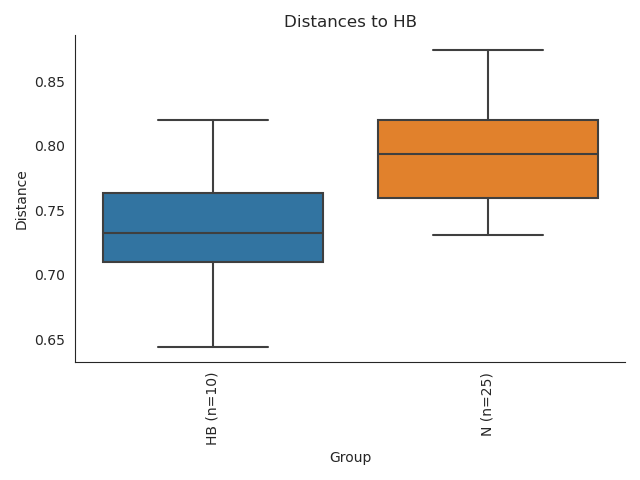 Distances to HB
0.85
0.80
0.75
0.70
0.65
Distance
HB (n=10)
N (n=25)
Group